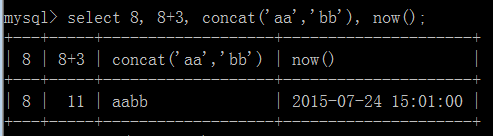 mysql> select 8, 8+3, concat('aa','bb'), now();
+---+-----+-------------------+---------------------+
| 8 | 8+3 | concat('aa','bb') | now()               |
+---+-----+-------------------+---------------------+
| 8 |  11 | aabb              | 2015-07-24 15:01:00 |
+---+-----+-------------------+---------------------+